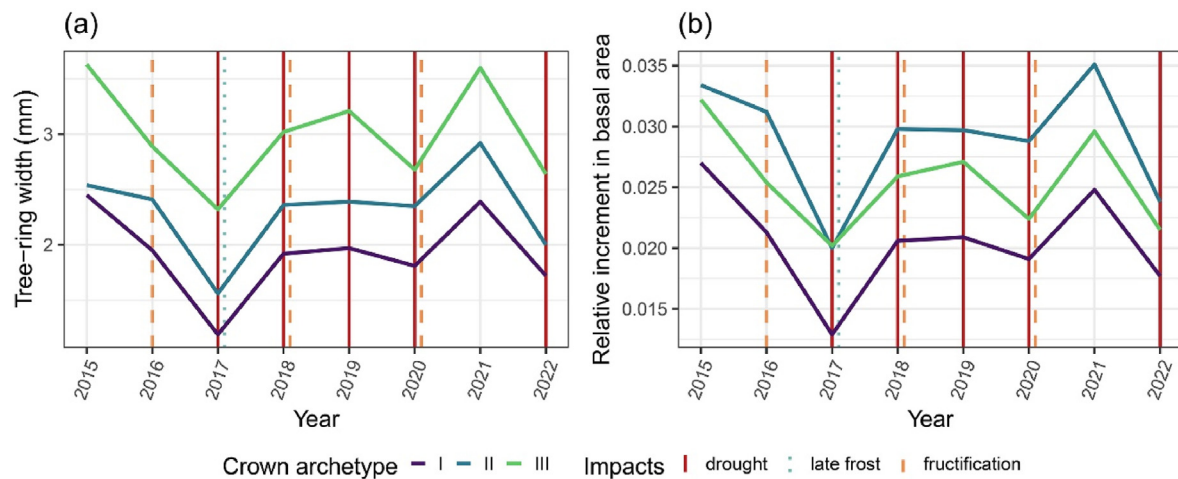 (a)
Tree−ring width (mm)
3
2
2015 2016 2017 2018 2019 2020 2021 2022
Year
(b)
Relative increment in basal area
0.035
0.030
0.025
0.020
0.015
2015 2016 2017 2018 2019 2020 2021 2022
Year
Crown archetype I II III Impacts drought late frost fructification